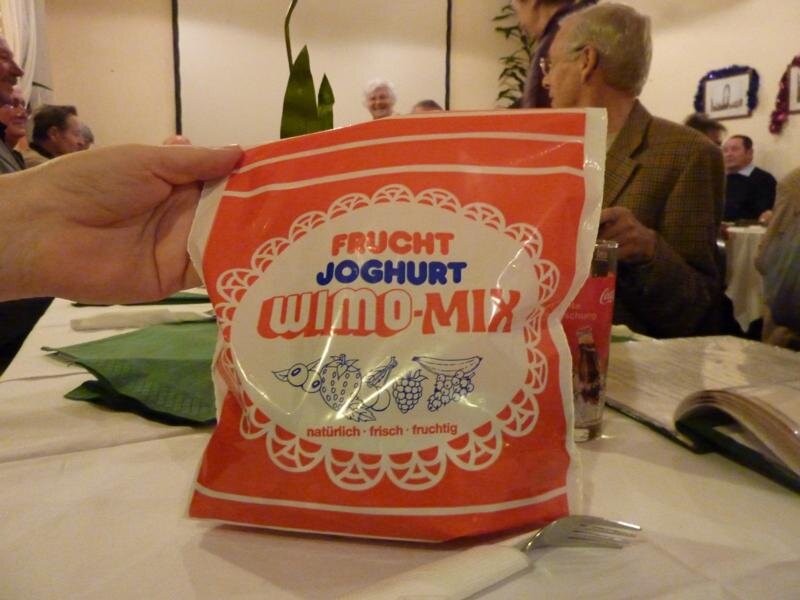 FRUCHT
JOGHURT
WIMO-MIX
natürlich · frisch · fruchtig